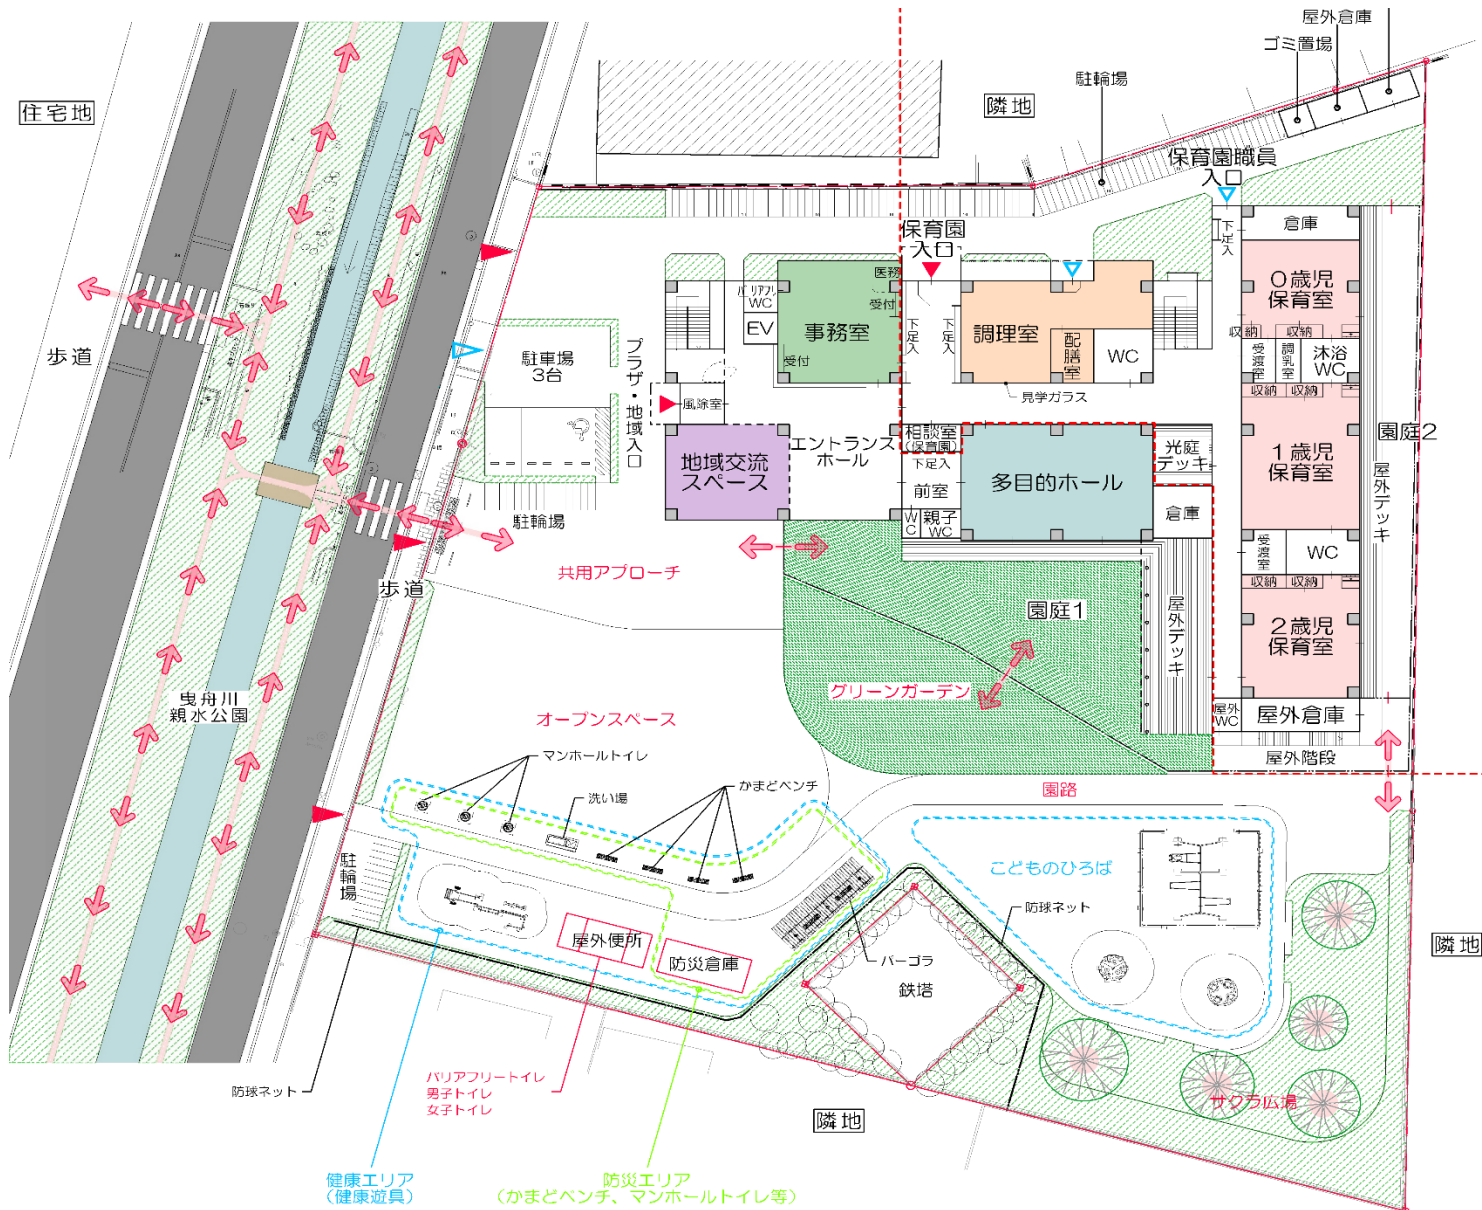 屋外倉庫
ゴミ置場
駐輪場
隣地
住宅地
保育園職員
入口
下足入
倉庫
保育園
入口
0歳児
保育室
医務
バリアフリー
WC
受付
EV
事務室
受付
下足入
下足入
調理室
配膳室
WC
見学ガラス
収納
収納
受渡室
調乳室
沐浴
WC
収納
収納
歩道
駐車場
3台
プラザ・地域入口
風除室
エントランス
ホール
地域交流
スペース
相談室
(保育園)
下足入
前室
WC
親子
WC
多目的ホール
光庭
デッキ
倉庫
1歳児
保育室
園庭2
屋外デッキ
受渡室
WC
収納
収納
2歳児
保育室
駐輪場
共用アプローチ
歩道
園庭1
屋外デッキ
グリーンガーデン
曳舟川
親水公園
オープンスペース
屋外
WC
屋外倉庫
屋外階段
マンホールトイレ
洗い場
かまどベンチ
園路
駐輪場
こどものひろば
防球ネット
屋外便所
防災倉庫
パーゴラ
鉄塔
隣地
防球ネット
バリアフリートイレ
男子トイレ
女子トイレ
サクラ広場
隣地
健康エリア
(健康遊具)
防災エリア
(かまどベンチ、マンホールトイレ等)